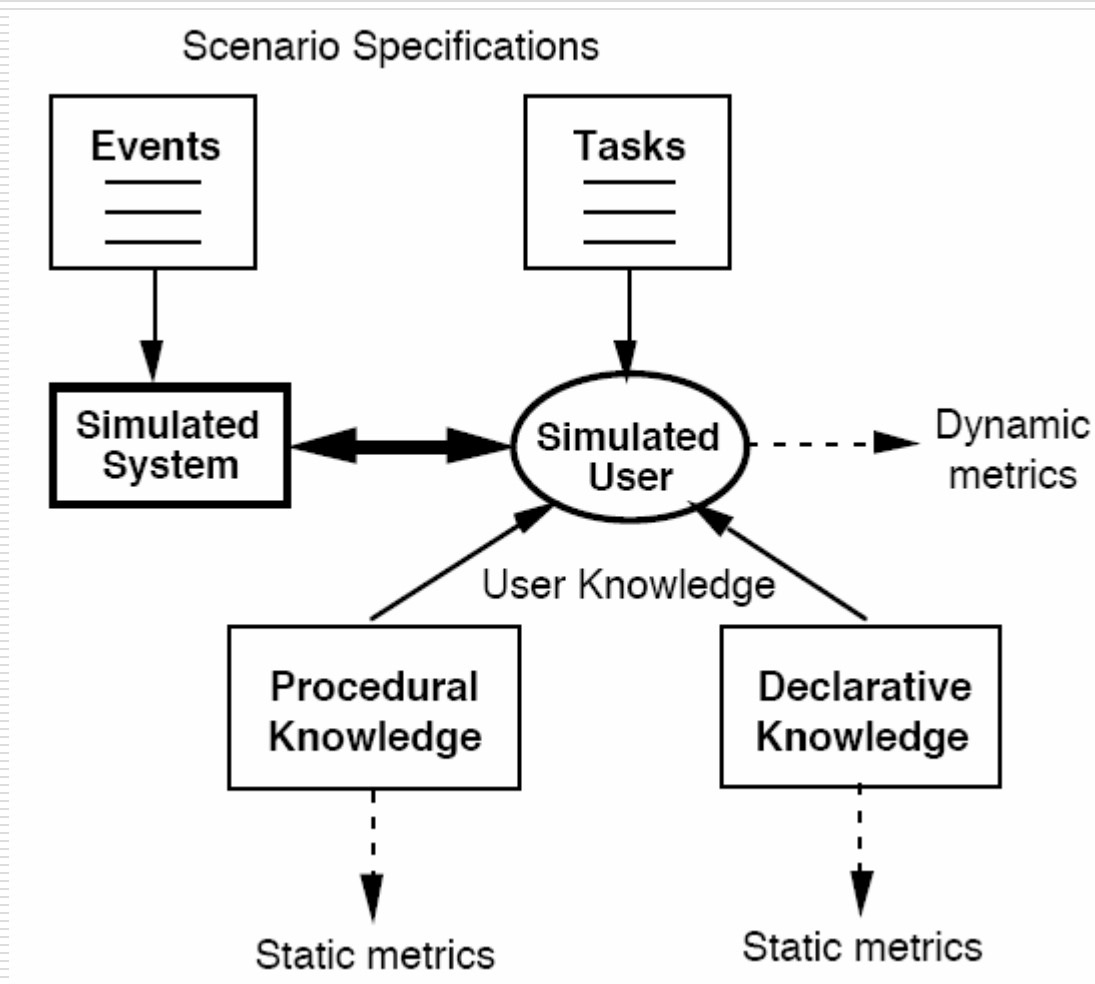 Scenario Specifications
Events
Tasks
Simulated
System
Simulated
User
Dynamic
metrics
User Knowledge
Procedural
Knowledge
Declarative
Knowledge
Static metrics
Static metrics